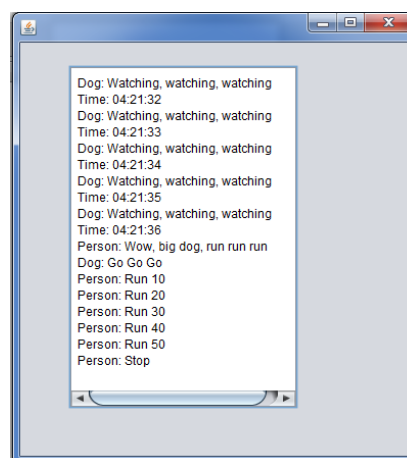 Dog: Watching, watching, watching
Time: 04:21:32
Dog: Watching, watching, watching
Time: 04:21:33
Dog: Watching, watching, watching
Time: 04:21:34
Dog: Watching, watching, watching
Time: 04:21:35
Dog: Watching, watching, watching
Time: 04:21:36
Person: Wow, big dog, run run run
Dog: Go Go Go
Person: Run 10
Person: Run 20
Person: Run 30
Person: Run 40
Person: Run 50
Person: Stop